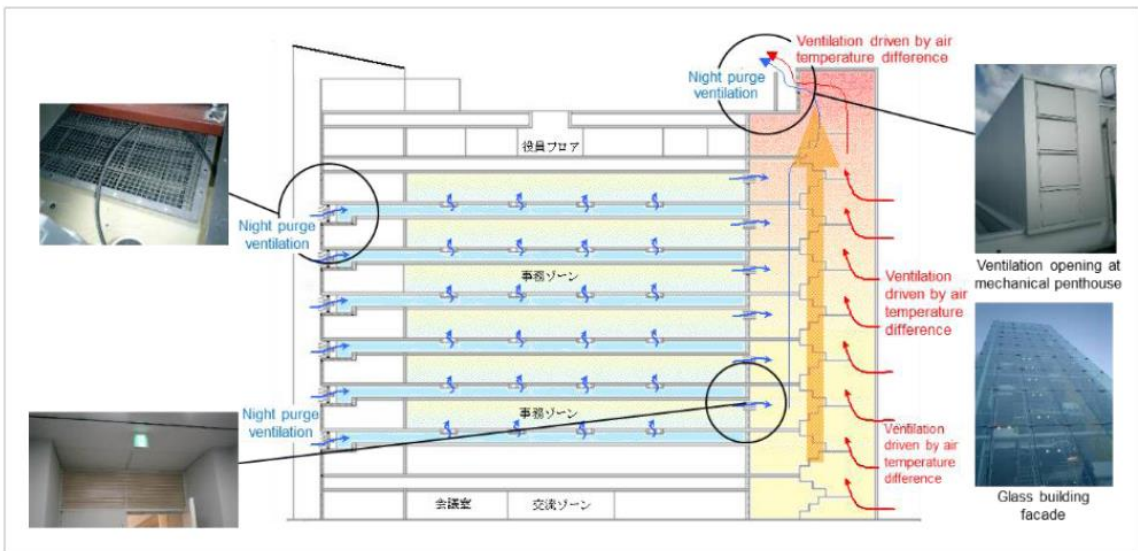 Ventilation driven by air
temperature difference
Night purge
ventilation
役員フロア
Night purge
ventilation
Ventilation opening at
mechanical penthouse
事務ゾーン
Ventilation
driven by air
temperature
difference
Night purge
ventilation
事務ゾーン
Ventilation
driven by air
temperature
difference
会議室
交流ゾーン
Glass building
facade